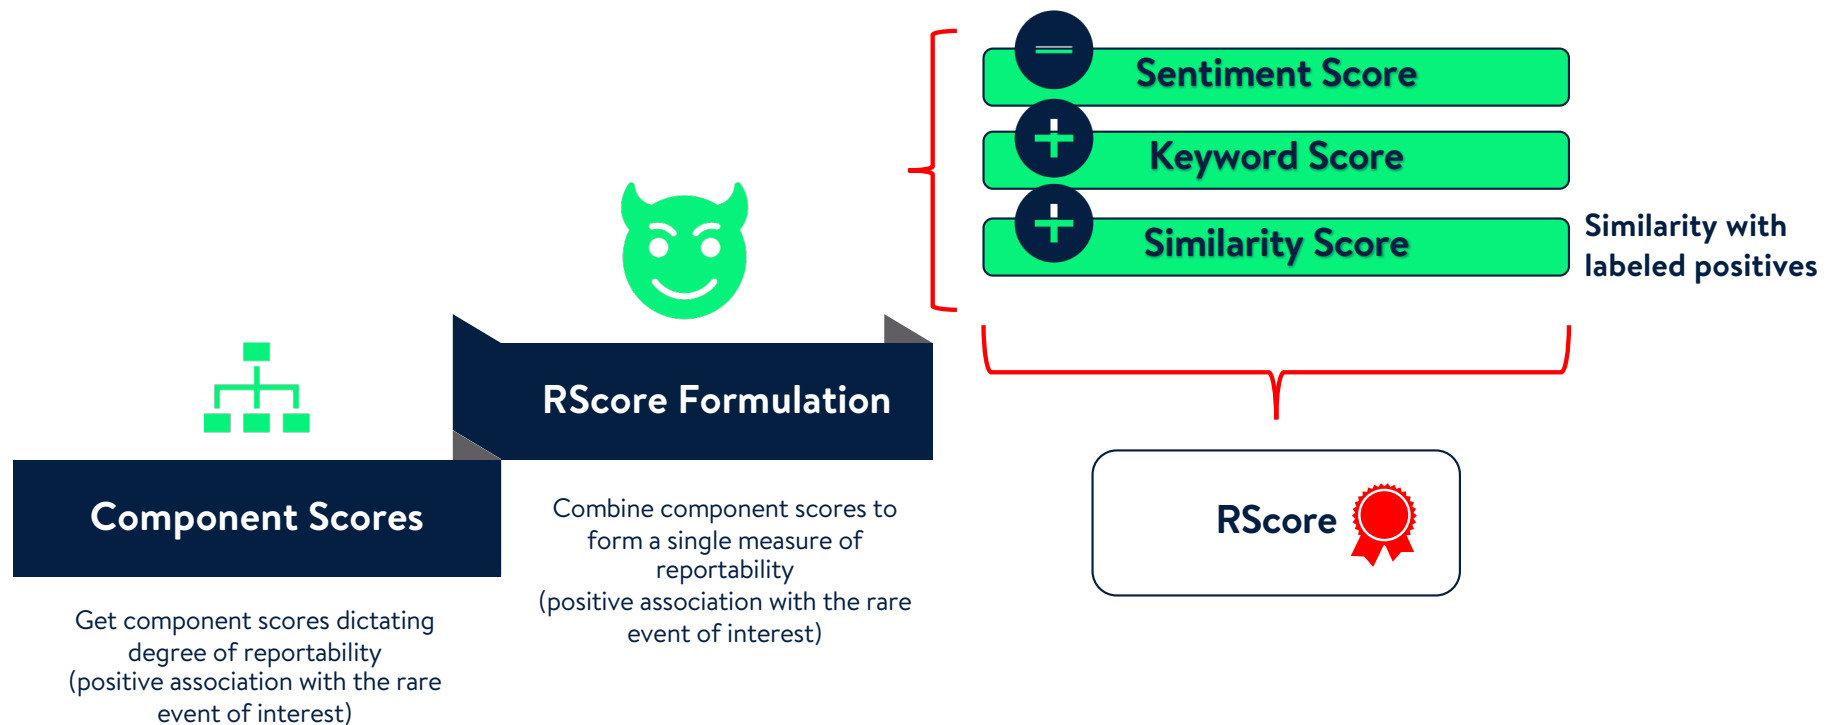 Sentiment Score
Keyword Score
Similarity Score
Similarity with
labeled positives
RScore Formulation
Component Scores
Combine component scores to
form a single measure of
reportability
(positive association with the rare
event of interest)
RScore
Get component scores dictating
degree of reportability
(positive association with the rare
event of interest)